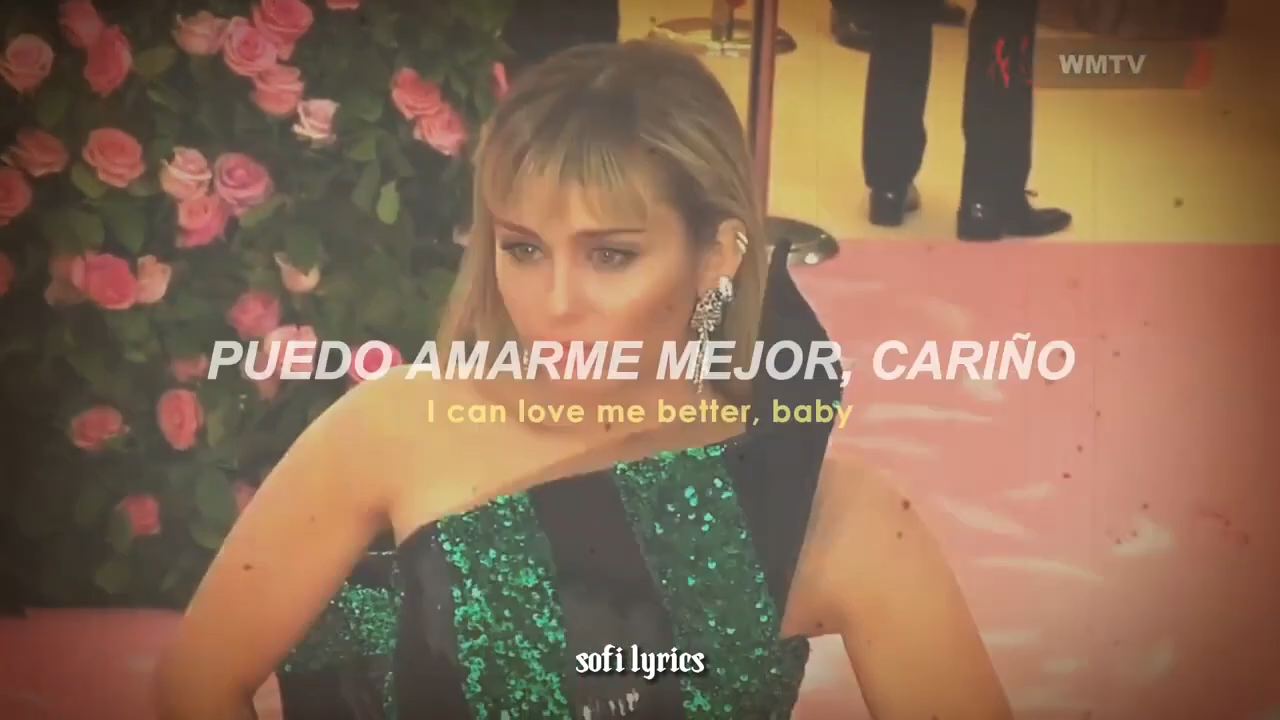 WMTV
PUEDO AMARME MEJOR, CARIÑO
I can love me better, baby
sofi lyrics